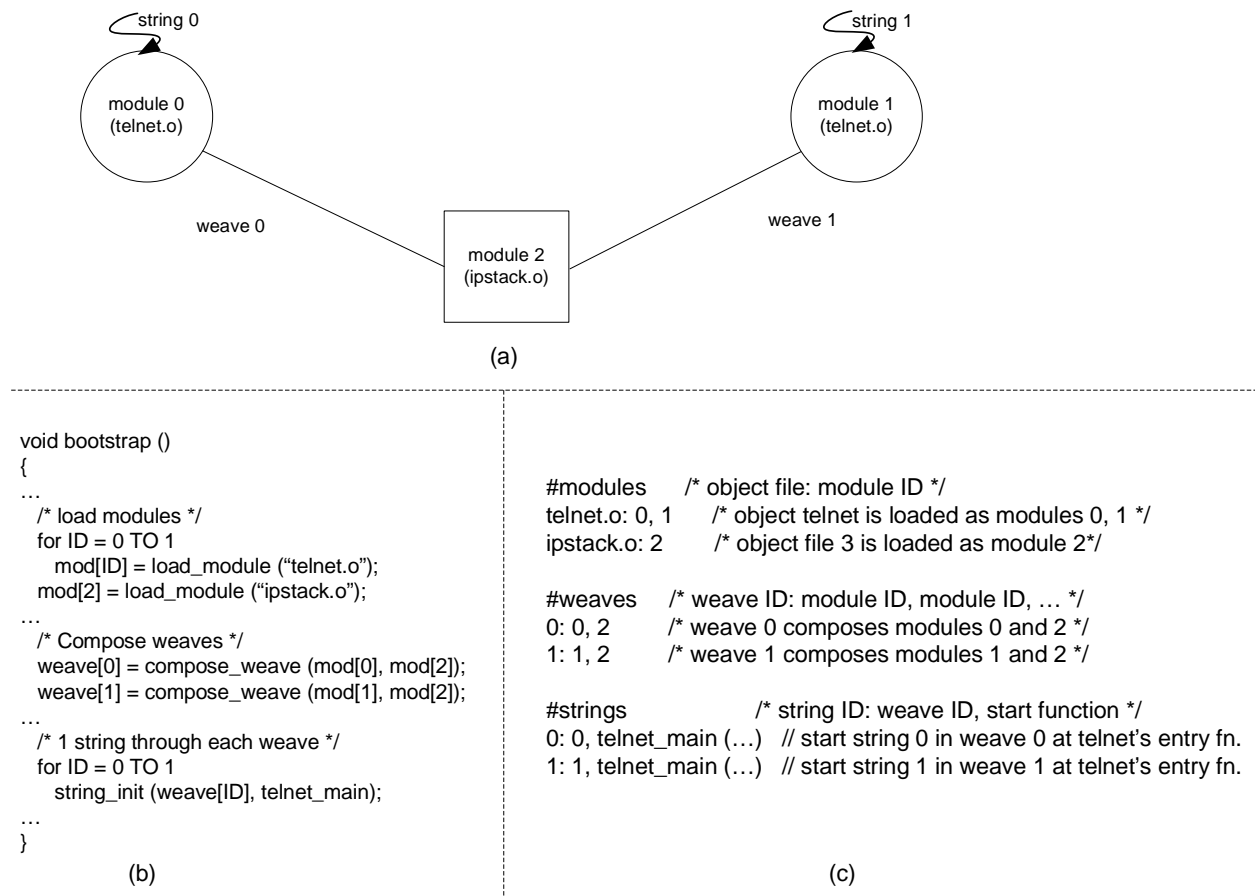 string 0
string 1
module 0
(telnet.o)
module 1
(telnet.o)
weave 0
weave 1
module 2
(ipstack.o)
(a)
void bootstrap ()
{
…
/* load modules */
for ID = 0 TO 1
mod[ID] = load_module (“telnet.o”);
mod[2] = load_module (“ipstack.o”);
…
/* Compose weaves */
weave[0] = compose_weave (mod[0], mod[2]);
weave[1] = compose_weave (mod[1], mod[2]);
…
/* 1 string through each weave */
for ID = 0 TO 1
string_init (weave[ID], telnet_main);
…
}
(b)
#modules /* object file: module ID */
telnet.o: 0, 1 /* object telnet is loaded as modules 0, 1 */
ipstack.o: 2 /* object file 3 is loaded as module 2*/
#weaves /* weave ID: module ID, module ID, … */
0: 0, 2 /* weave 0 composes modules 0 and 2 */
1: 1, 2 /* weave 1 composes modules 1 and 2 */
#strings /* string ID: weave ID, start function */
0: 0, telnet_main (…) // start string 0 in weave 0 at telnet’s entry fn.
1: 1, telnet_main (…) // start string 1 in weave 1 at telnet’s entry fn.
(c)